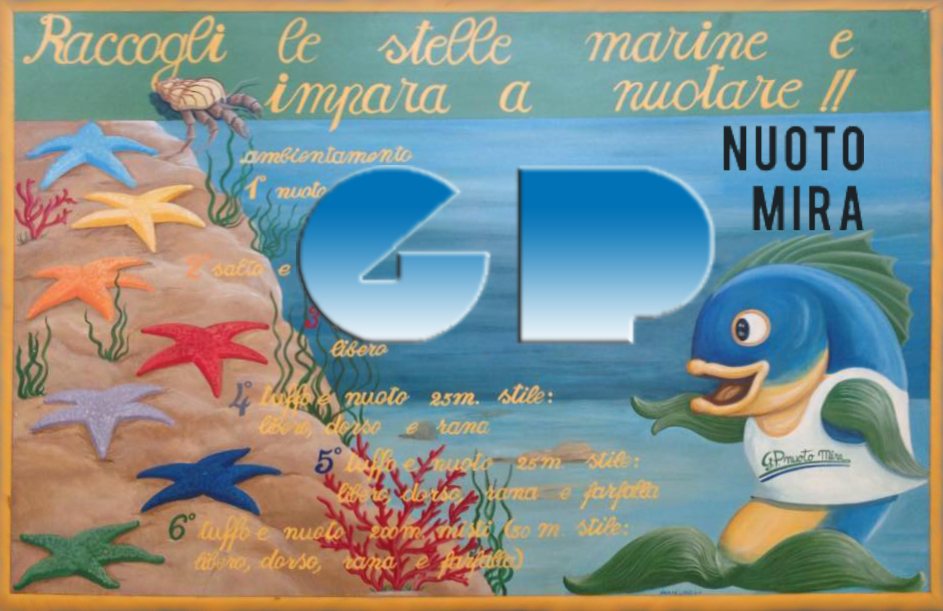 Raccogli le stelle marine e
impara a nuotare !!
NUOTO
MIRA
ambientamento
1° nuoto
GP
2° salto e
3
libero
4° tuffo e nuoto 25m. stile:
libero, dorso e rana
5° tuffo e nuoto 25m stile:
libero, dorso, rana e farfalla
GPnuoto Mira
6° tuffo e nuoto 200m. misti (50 m. stile:
libero, dorso, rana e farfalla)